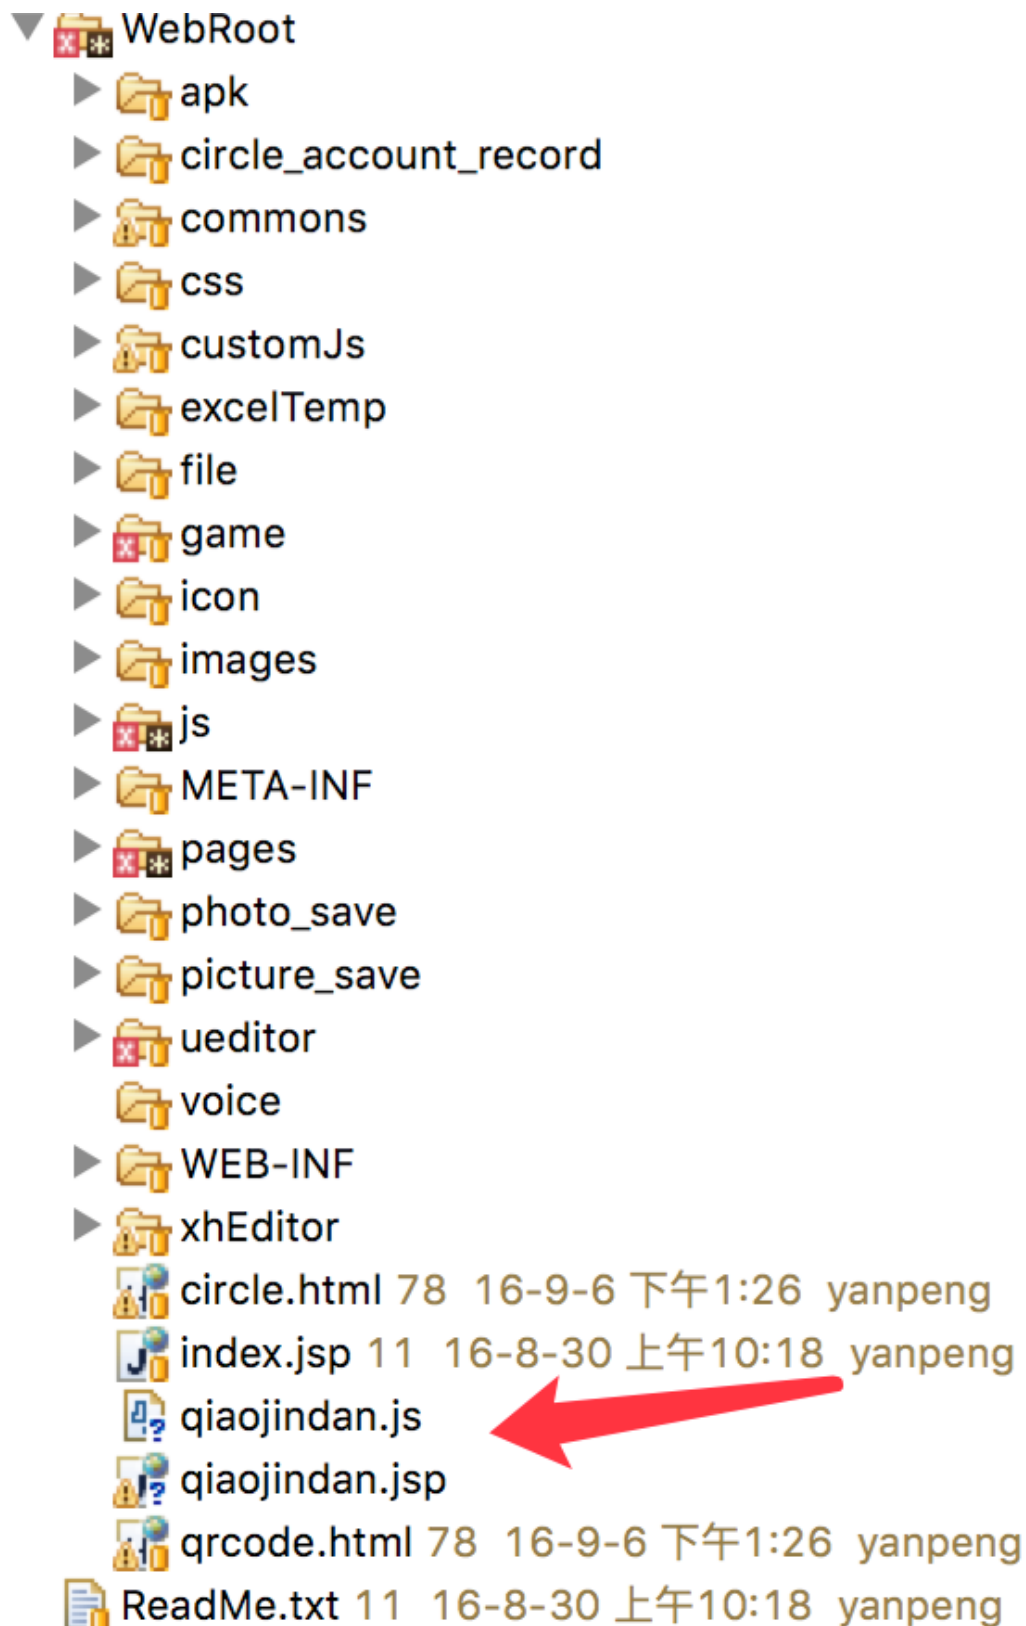 WebRoot
apk
circle_account_record
commons
css
customJs
excelTemp
file
game
icon
images
js
META-INF
pages
photo_save
picture_save
ueditor
voice
WEB-INF
xhEditor
circle.html 78 16-9-6 下午1:26 yanpeng
index.jsp 11 16-8-30 上午10:18 yanpeng
qiaojindan.js
qiaojindan.jsp
qrcode.html 78 16-9-6 下午1:26 yanpeng
ReadMe.txt 11 16-8-30 上午10:18 yanpeng